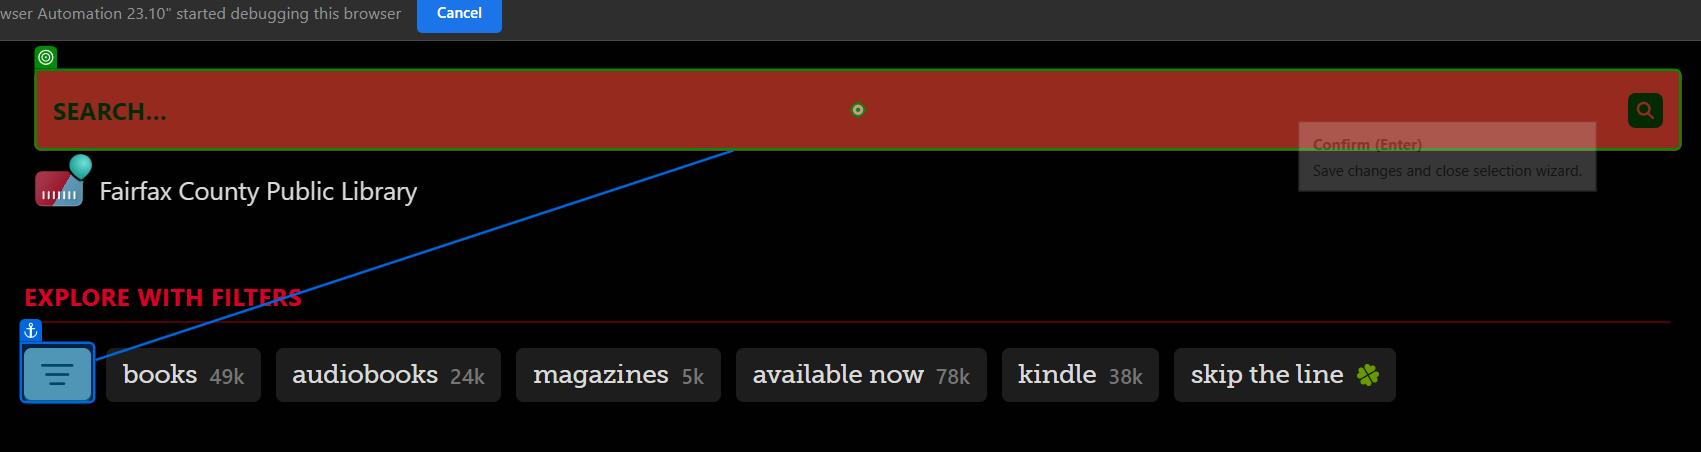 wser Automation 23.10" started debugging this browser Cancel
SEARCH...
Confirm (Enter)
Save changes and close selection wizard.
Fairfax County Public Library
EXPLORE WITH FILTERS
books 49k audiobooks 24k magazines 5k available now 78k kindle 38k skip the line